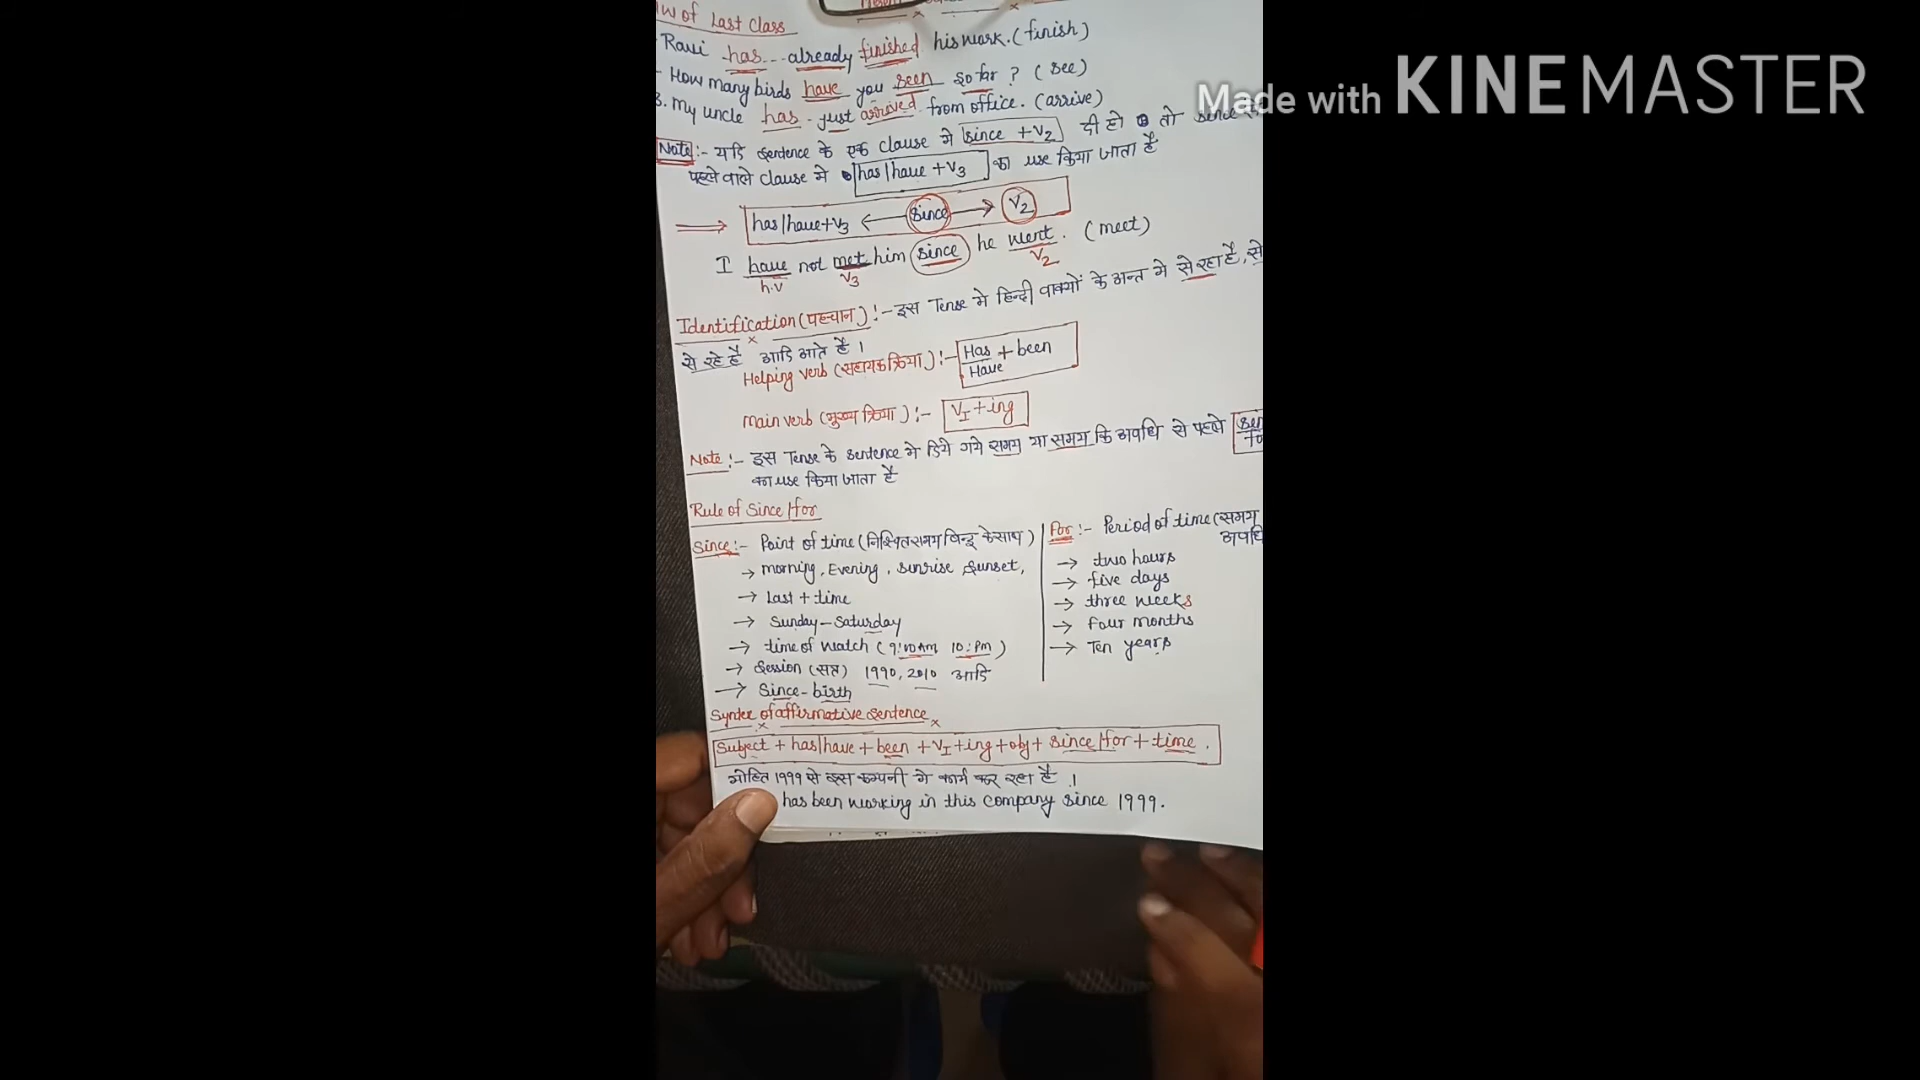 of Last Class
Ravi has already finished his work. (finish)
How many birds have you seen so far ? ( see )
3. My uncle has just arrived from office. (arrive)
Made with KINEMASTER
Note :- यदि sentence के एक clause मे since + V2 दी हो तो since से
पहले वाले clause मे has/have + V3 का use किया जाता है
has/have+V3 ← since → V2
I have not met him since he went. (meet)
h.v V3 V2
Identification (पहचान) :- इस Tense मे हिन्दी वाक्यों के अन्त मे से रहा है, से
से रहे है आदि आते है ।
Helping verb (सहायक क्रिया) :- Has/Have + been
Main verb (मुख्य क्रिया) :- V1 + ing
Note :- इस Tense के sentence मे दिये गये समय या समय कि अवधि से पहले
का use किया जाता है
Rule of Since/for
Since :- Point of time (निश्चित समय बिन्दु के साथ)
→ morning, Evening, sunrise, sunset,
→ Last + time
→ Sunday - Saturday
→ time of watch (9:00 Am 10: Pm)
→ Session (सत्र) 1990, 2010 आदि
→ Since - birth
For :- Period of time (समय
अवधि
→ two hours
→ five days
→ three weeks
→ four months
→ Ten years
Syntex of affirmative sentence
Subject + has/have + been + V1 + ing + obj + since/for + time .
मोहित 1999 से इस कम्पनी मे कार्य कर रहा है ।
has been working in this company since 1999.